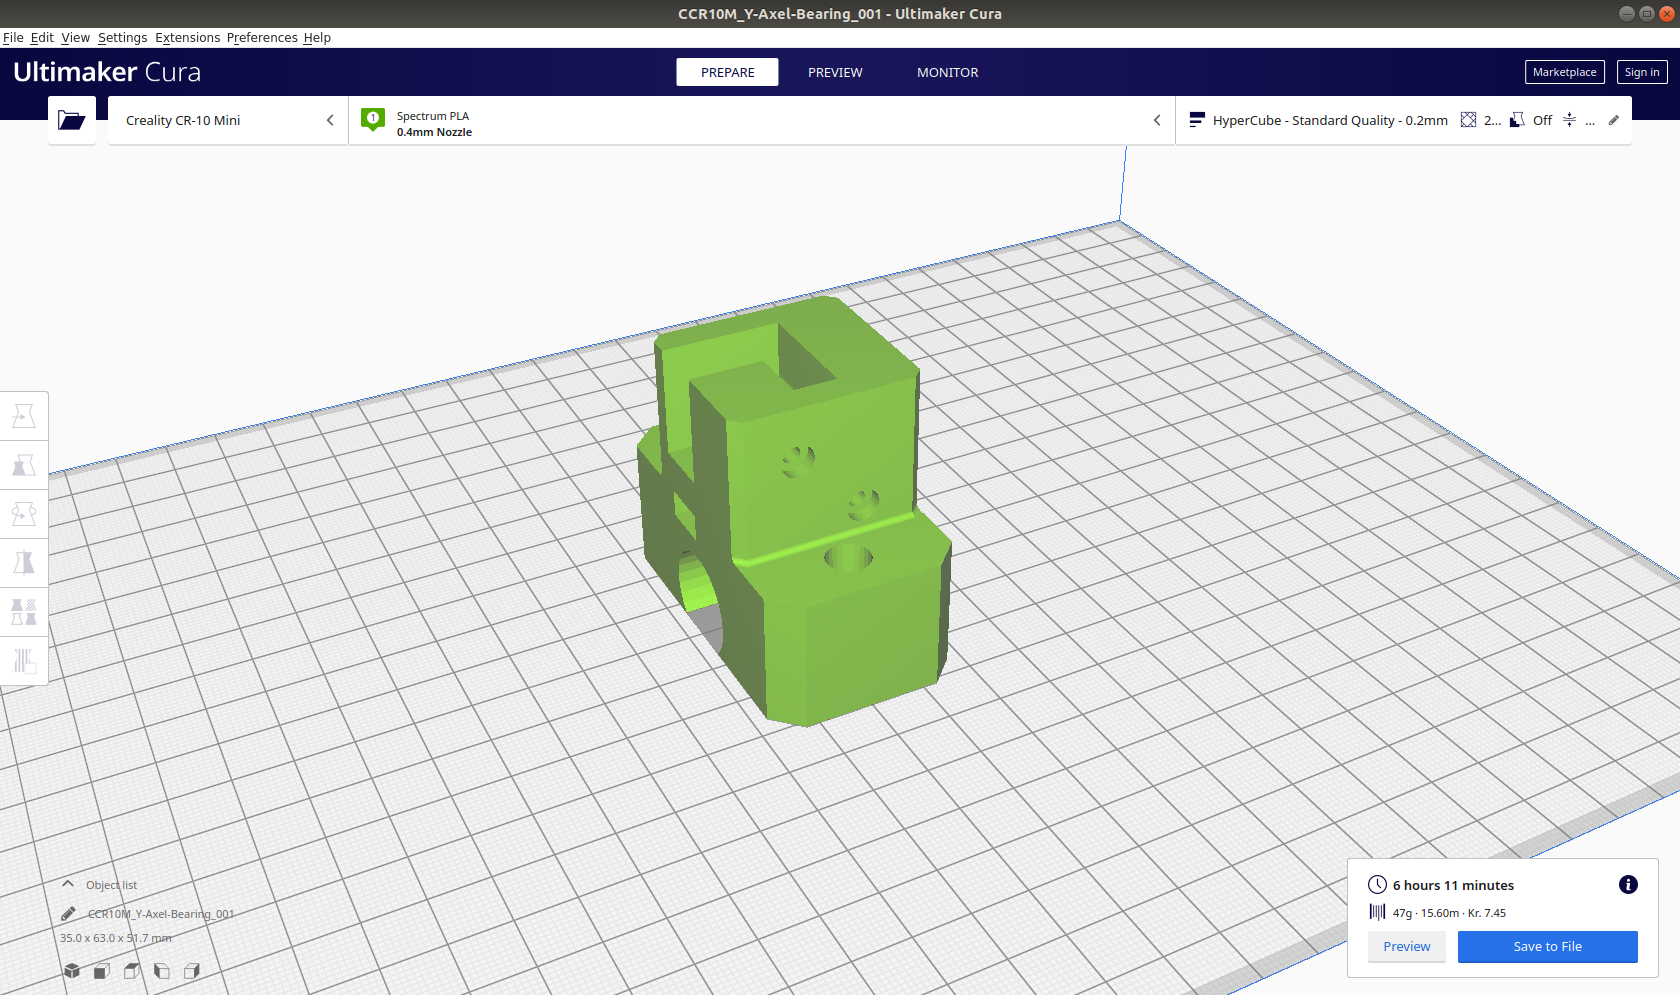 CCR10M_Y-Axel-Bearing_001 - Ultimaker Cura
File Edit View Settings Extensions Preferences Help
Ultimaker Cura
PREPARE
PREVIEW
MONITOR
Marketplace
Sign in
Creality CR-10 Mini
1
Spectrum PLA
0.4mm Nozzle
HyperCube - Standard Quality - 0.2mm
2...
Off
...
Object list
CCR10M_Y-Axel-Bearing_001
35.0 x 63.0 x 51.7 mm
6 hours 11 minutes
47g · 15.60m · Kr. 7.45
Preview
Save to File